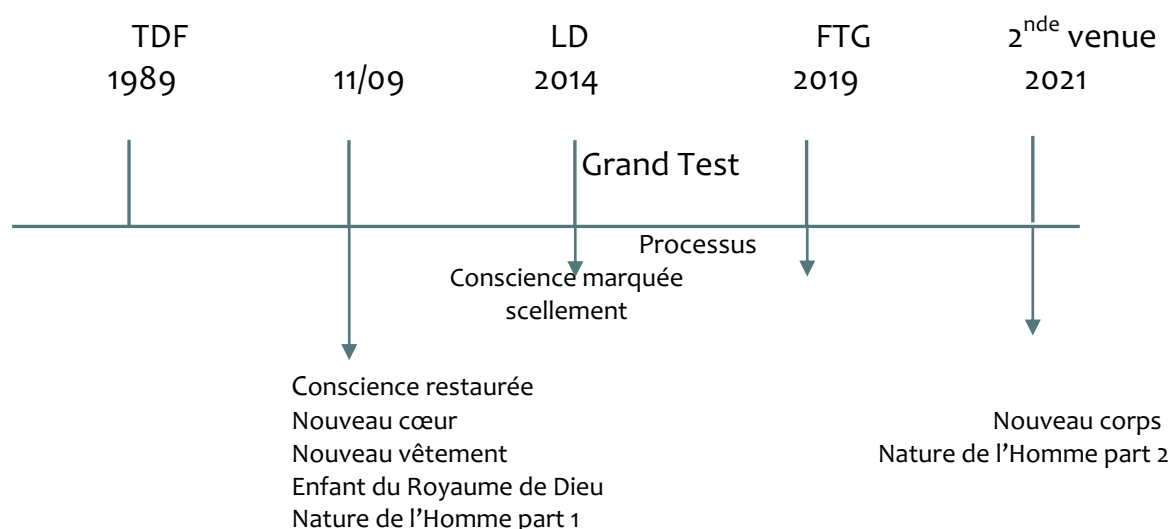 TDF LD FTG 2nde venue
1989 11/09 2014 2019 2021
Grand Test
Processus
Conscience marquée
scellement
Conscience restaurée
Nouveau cœur
Nouveau vêtement
Enfant du Royaume de Dieu
Nature de l'Homme part 1
Nouveau corps
Nature de l'Homme part 2